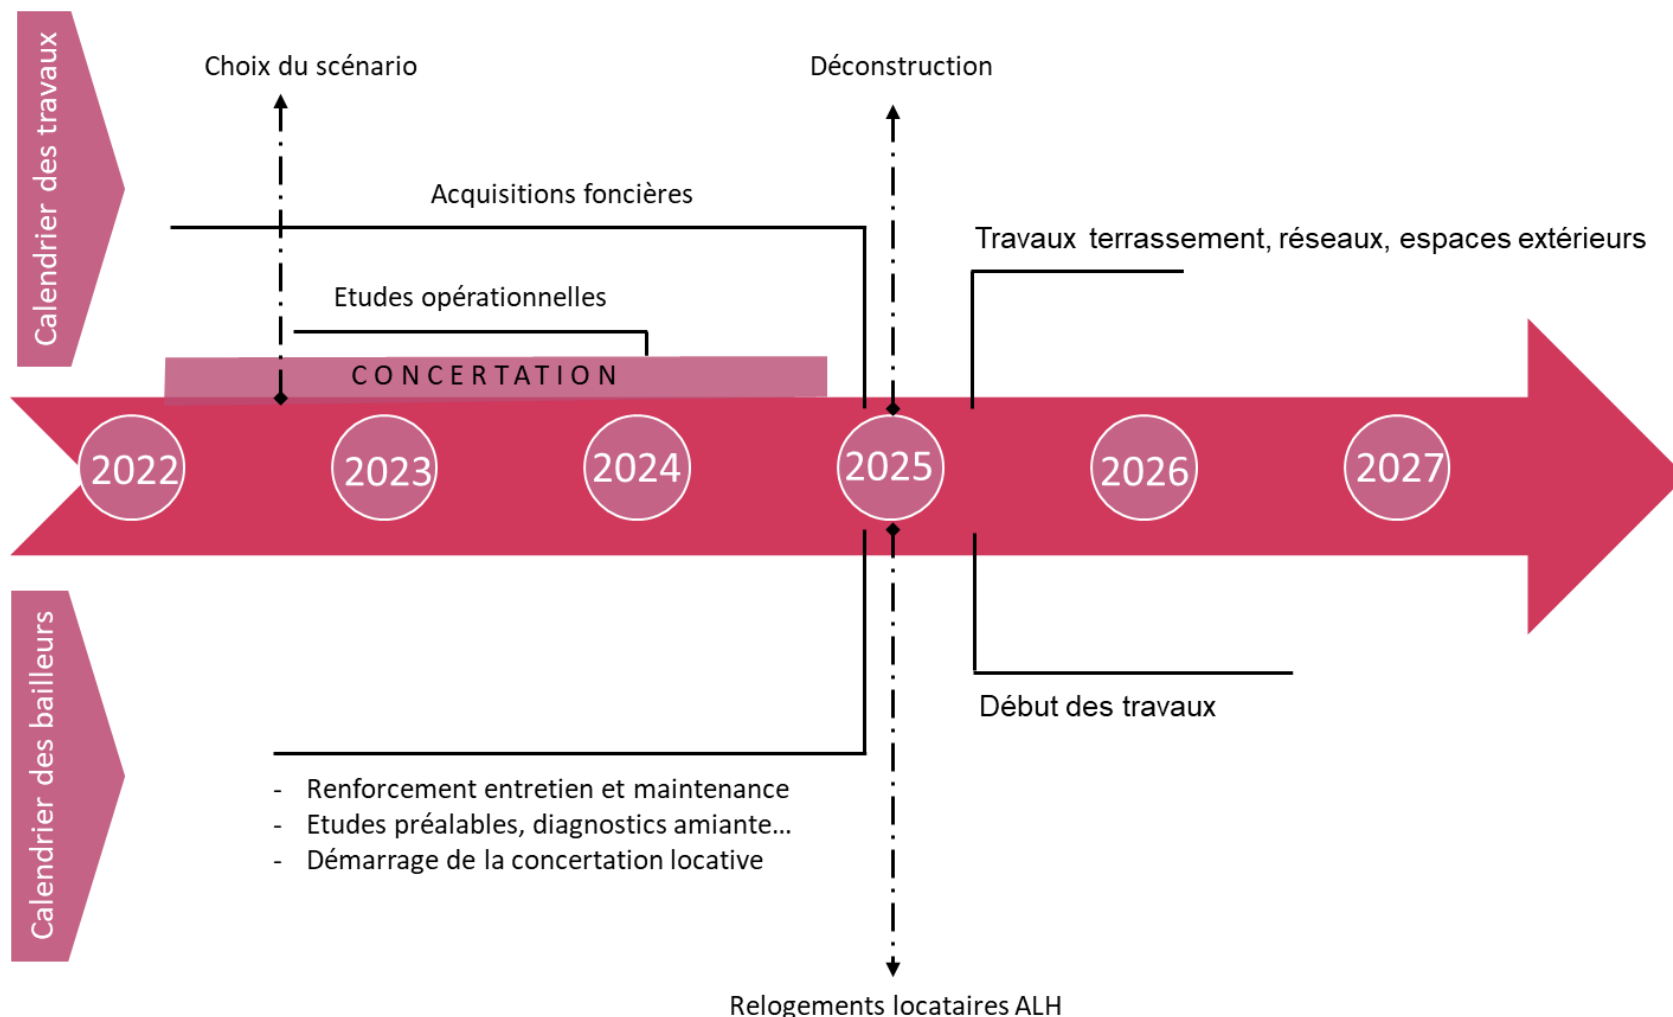 Calendrier des travaux
Choix du scénario
Déconstruction
Acquisitions foncières
Travaux terrassement, réseaux, espaces extérieurs
Etudes opérationnelles
CONCERTATION
2022
2023
2024
2025
2026
2027
Calendrier des bailleurs
Début des travaux
- Renforcement entretien et maintenance
- Etudes préalables, diagnostics amiante...
- Démarrage de la concertation locative
Relogements locataires ALH